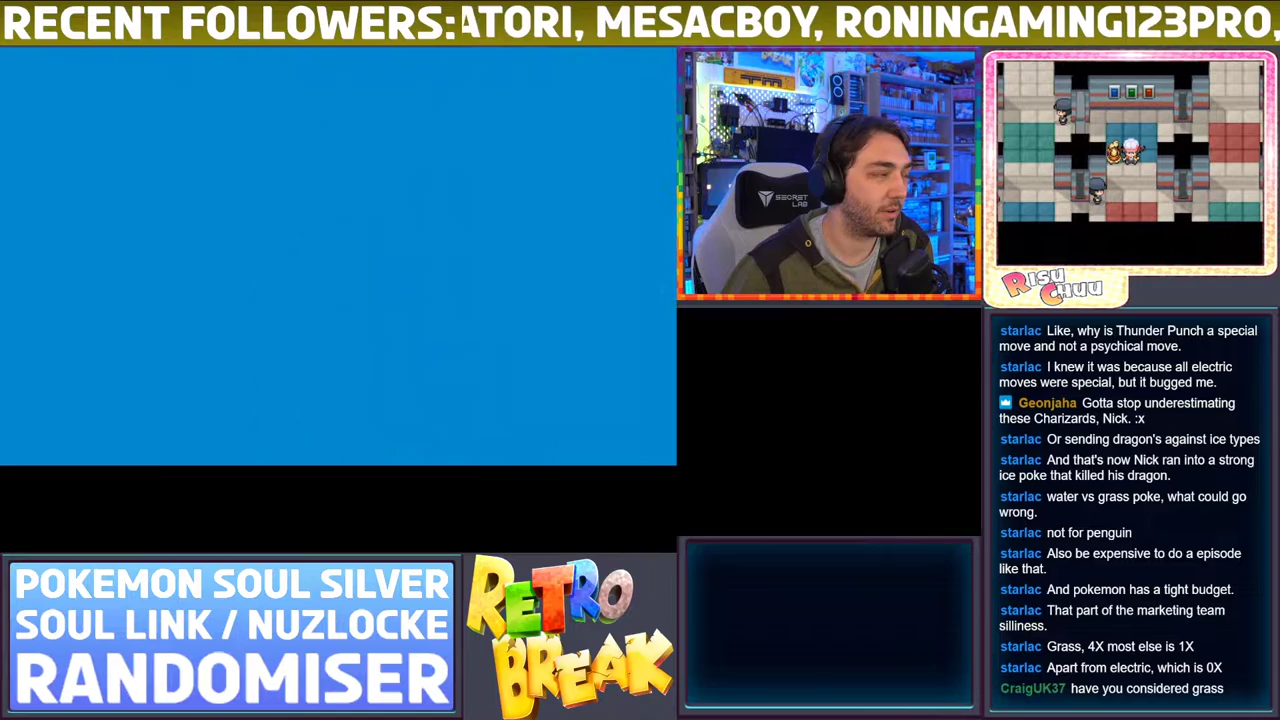 RECENT FOLLOWERS: ATORI, MESACBOY, RONINGAMING123PRO,
TM
SECRET
LAB
RISU
CHUU
starlac Like, why is Thunder Punch a special
move and not a psychical move.
starlac I knew it was because all electric
moves were special, but it bugged me.
Geonjaha Gotta stop underestimating
these Charizards, Nick. :x
starlac Or sending dragon's against ice types
starlac And that's now Nick ran into a strong
ice poke that killed his dragon.
starlac water vs grass poke, what could go
wrong.
starlac not for penguin
starlac Also be expensive to do a episode
like that.
starlac And pokemon has a tight budget.
starlac That part of the marketing team
silliness.
starlac Grass, 4X most else is 1X
starlac Apart from electric, which is 0X
CraigUK37 have you considered grass
POKEMON SOUL SILVER
SOUL LINK / NUZLOCKE
RANDOMISER
RETRO
BREAK